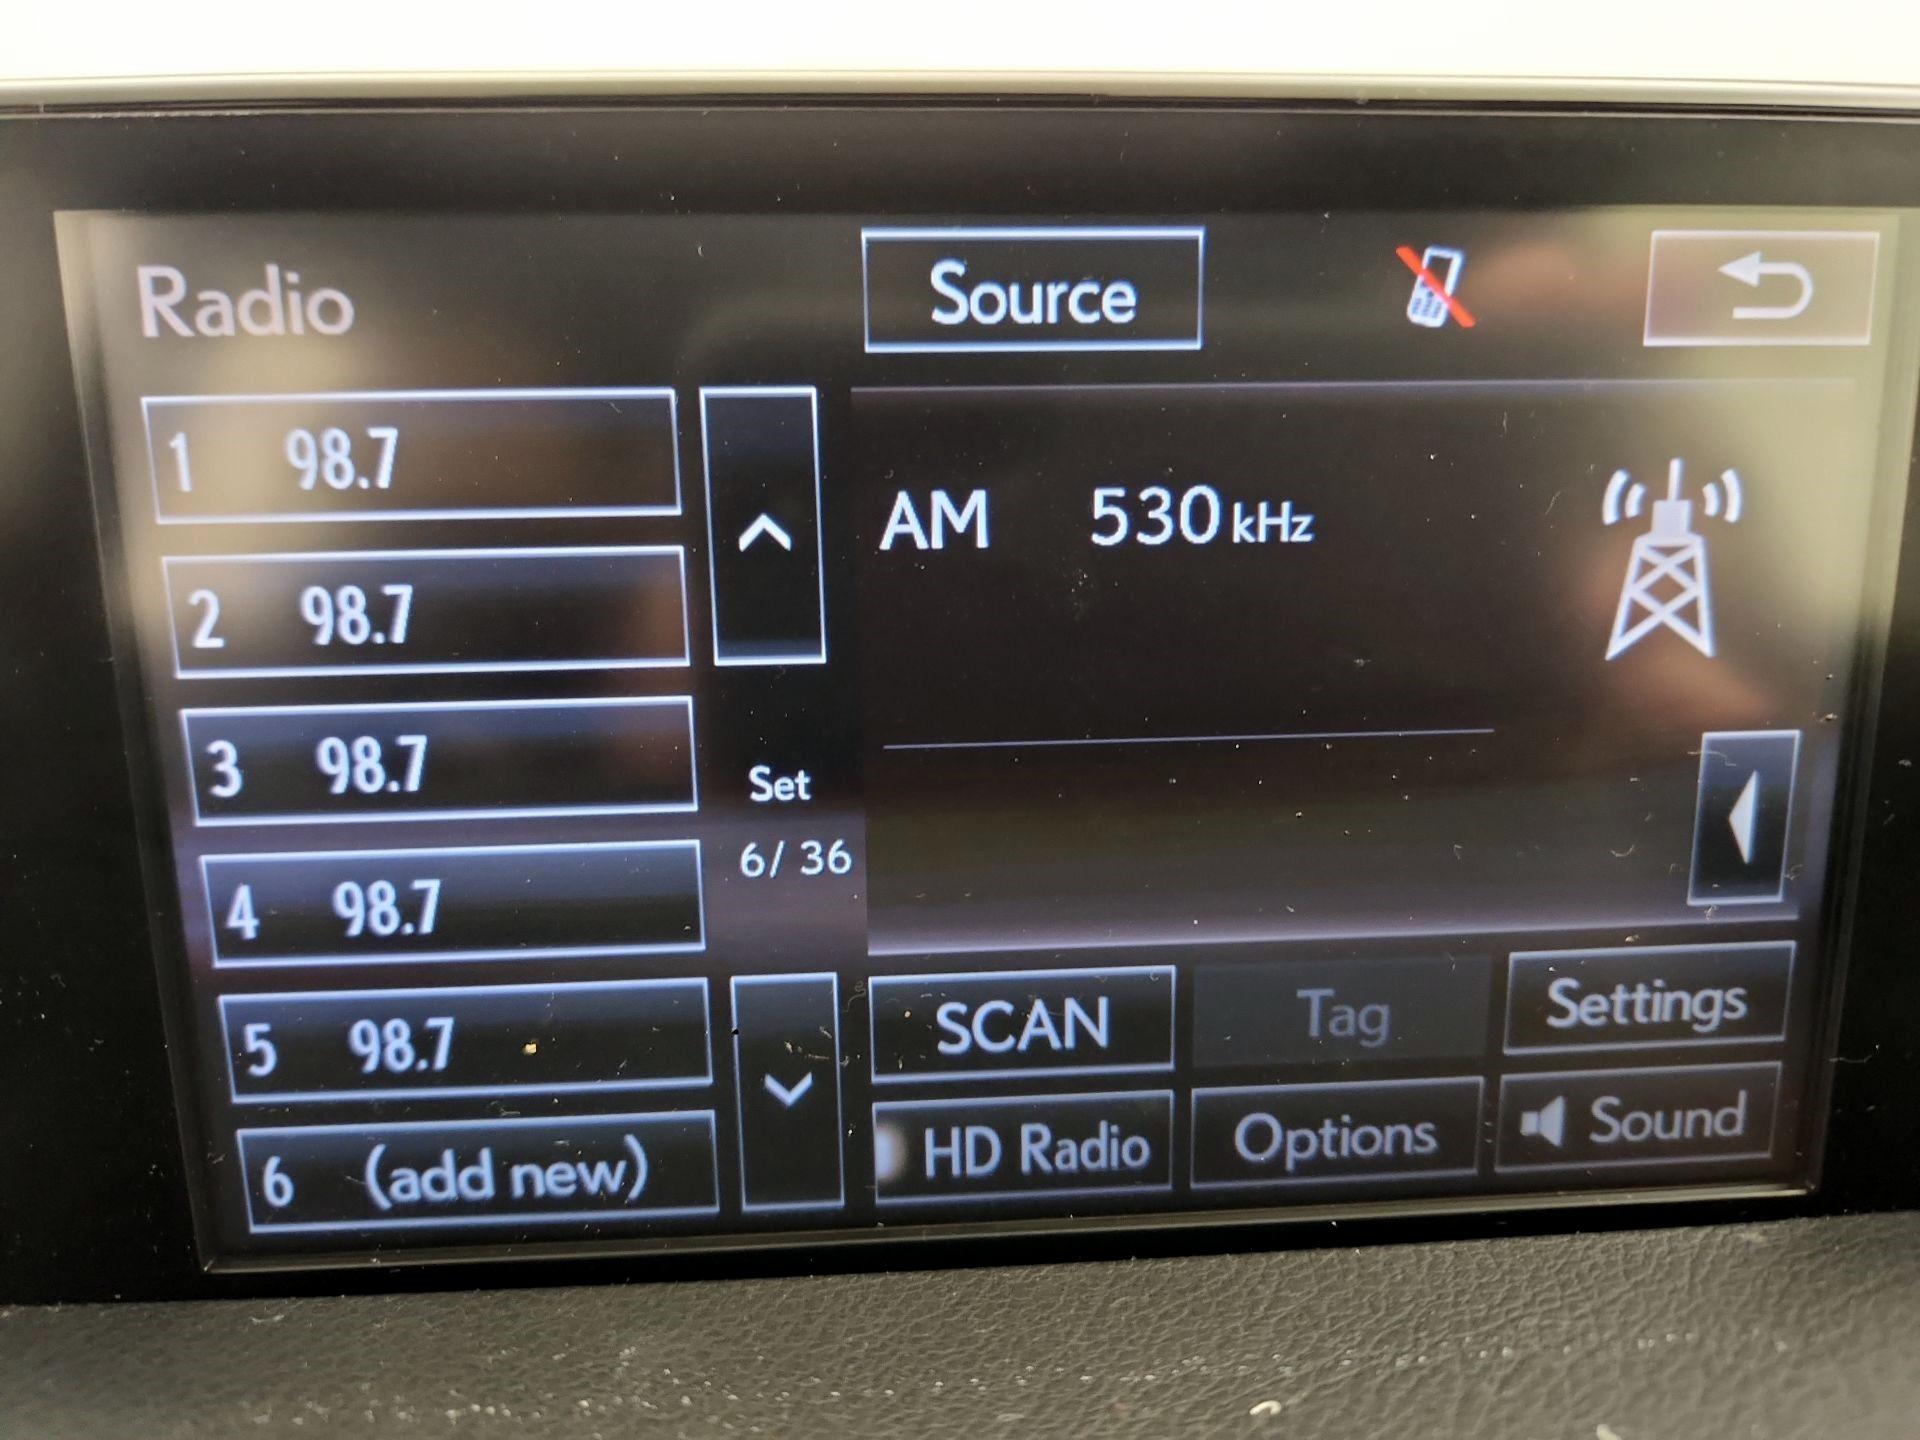 Radio
Source
1 98.7
2 98.7
3 98.7
4 98.7
5 98.7
6 (add new)
Set
6/ 36
AM 530 kHz
SCAN
Tag
Settings
HD Radio
Options
Sound